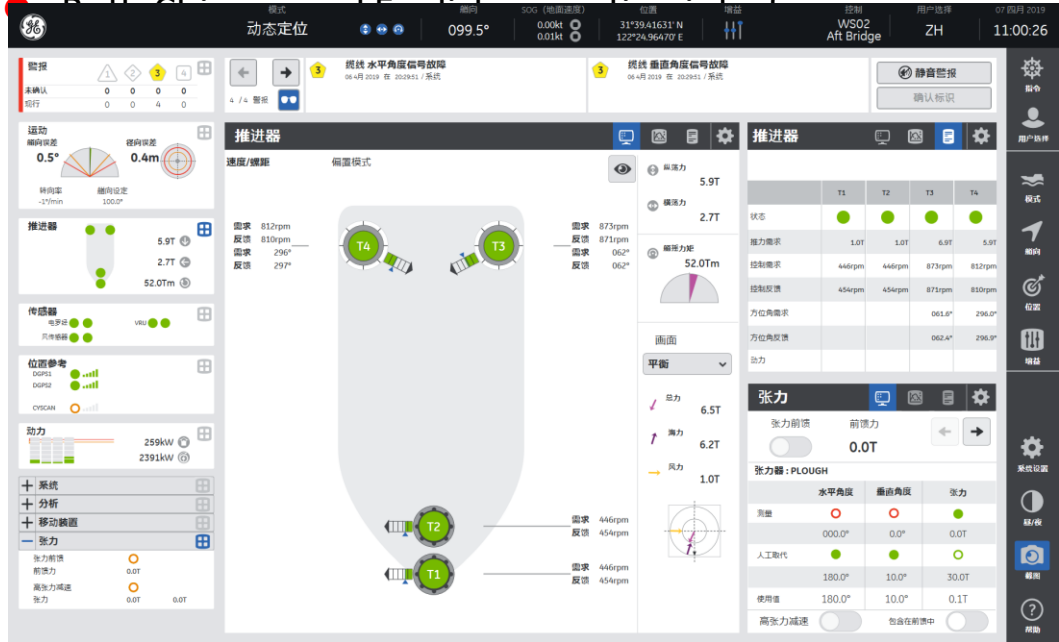 模式
动态定位
艏向
099.5°
SOG (地面速度)
0.00kt
0.01kt
位置
31°39.41631' N
122°24.96470' E
增益
控制
WS02
Aft Bridge
用户选择
ZH
07 四月 2019
11:00:26
警报
1 2 3 4
未确认 0 0 0 0
现行 0 0 4 0
4 / 4 警报
3 缆线 水平角度信号故障
06 4月 2019 在 20:29:51 / 系统
3 缆线 垂直角度信号故障
06 4月 2019 在 20:29:51 / 系统
静音警报
确认标识
运动
艏向误差 径向误差
0.5° 0.4m
转向率 艏向设定
-1°/min 100.0°
推进器
5.9T
2.7T
52.0Tm
传感器
电罗经 VRU
风传感器
位置参考
DGPS1
DGPS2
CYSCAN
动力
259kW
2391kW
系统
分析
移动装置
张力
张力前馈
前馈力 0.0T
高张力减速
张力 0.0T 0.0T
推进器
速度/螺距 偏置模式
需求 812rpm
反馈 810rpm
需求 296°
反馈 297°
T4
T3
需求 873rpm
反馈 871rpm
需求 062°
反馈 062°
T2
需求 446rpm
反馈 454rpm
T1
需求 446rpm
反馈 454rpm
纵荡力
5.9T
横荡力
2.7T
艏摇力矩
52.0Tm
画面
平衡
总力
6.5T
海力
6.2T
风力
1.0T
推进器
T1 T2 T3 T4
状态
推力需求 1.0T 1.0T 6.9T 5.9T
控制需求 446rpm 446rpm 873rpm 812rpm
控制反馈 454rpm 454rpm 871rpm 810rpm
方位角需求 061.6° 296.0°
方位角反馈 062.4° 296.9°
助力
张力
张力前馈 前馈力
0.0T
张力器 : PLOUGH
水平角度 垂直角度 张力
测量
000.0° 0.0° 0.0T
人工取代
180.0° 10.0° 30.0T
使用值 180.0° 10.0° 0.1T
高张力减速 包含在前馈中
指令
用户选择
模式
艏向
位置
增益
系统设置
昼/夜
截图
帮助